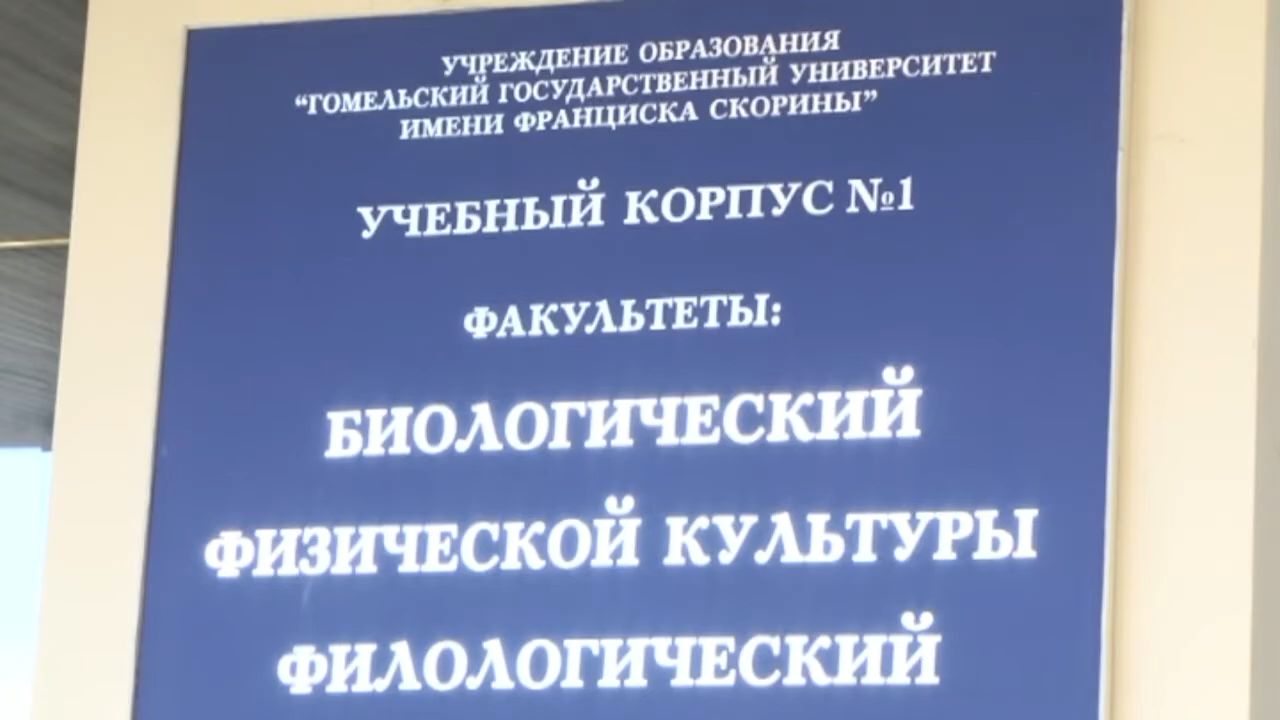 УЧРЕЖДЕНИЕ ОБРАЗОВАНИЯ
“ГОМЕЛЬСКИЙ ГОСУДАРСТВЕННЫЙ УНИВЕРСИТЕТ
ИМЕНИ ФРАНЦИСКА СКОРИНЫ”
УЧЕБНЫЙ КОРПУС №1
ФАКУЛЬТЕТЫ:
БИОЛОГИЧЕСКИЙ
ФИЗИЧЕСКОЙ КУЛЬТУРЫ
ФИЛОЛОГИЧЕСКИЙ